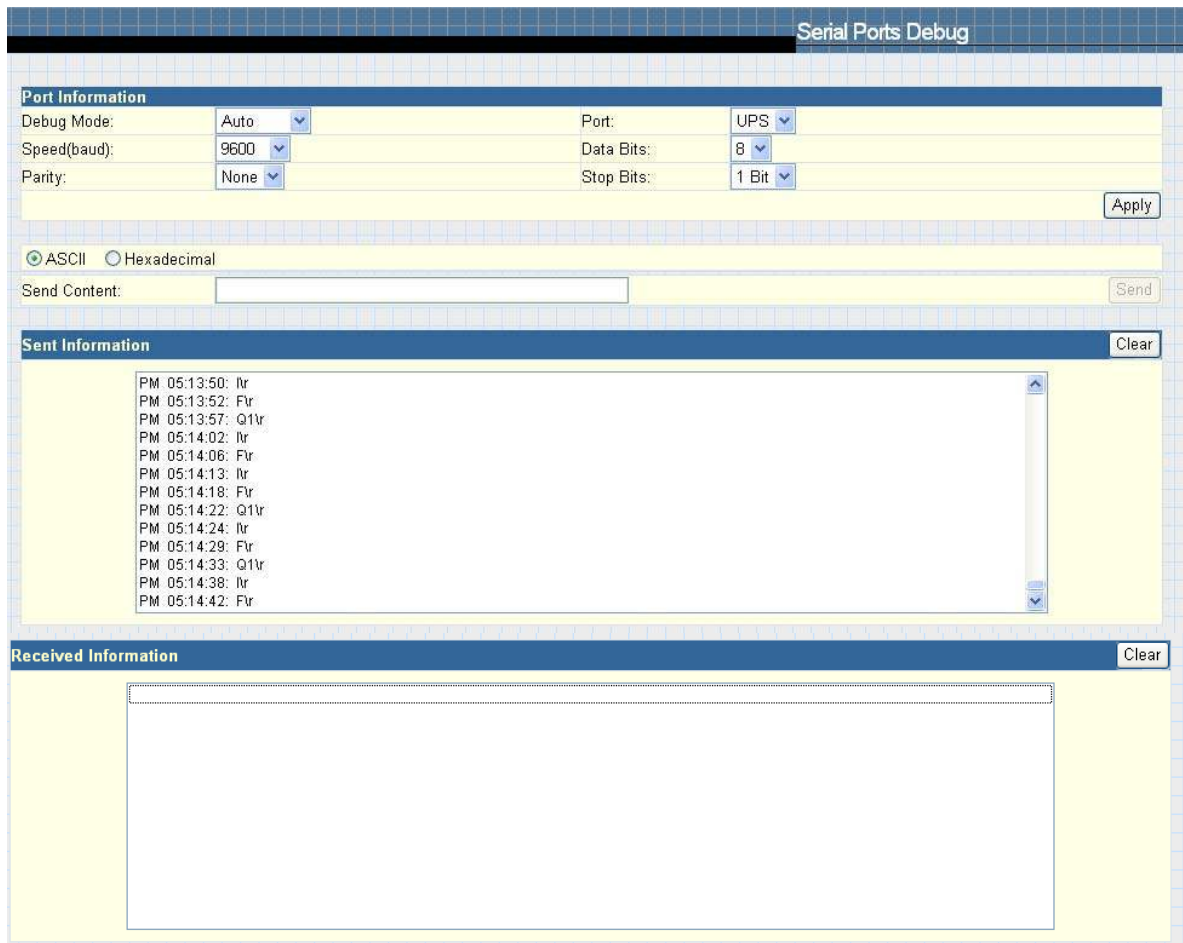 Serial Ports Debug
Port Information
Debug Mode: Auto Port: UPS
Speed(baud): 9600 Data Bits: 8
Parity: None Stop Bits: 1 Bit
Apply
ASCII Hexadecimal
Send Content: Send
Sent Information Clear
PM 05:13:50: I\r
PM 05:13:52: F\r
PM 05:13:57: Q1\r
PM 05:14:02: I\r
PM 05:14:06: F\r
PM 05:14:13: I\r
PM 05:14:18: F\r
PM 05:14:22: Q1\r
PM 05:14:24: I\r
PM 05:14:29: F\r
PM 05:14:33: Q1\r
PM 05:14:38: I\r
PM 05:14:42: F\r
Received Information Clear